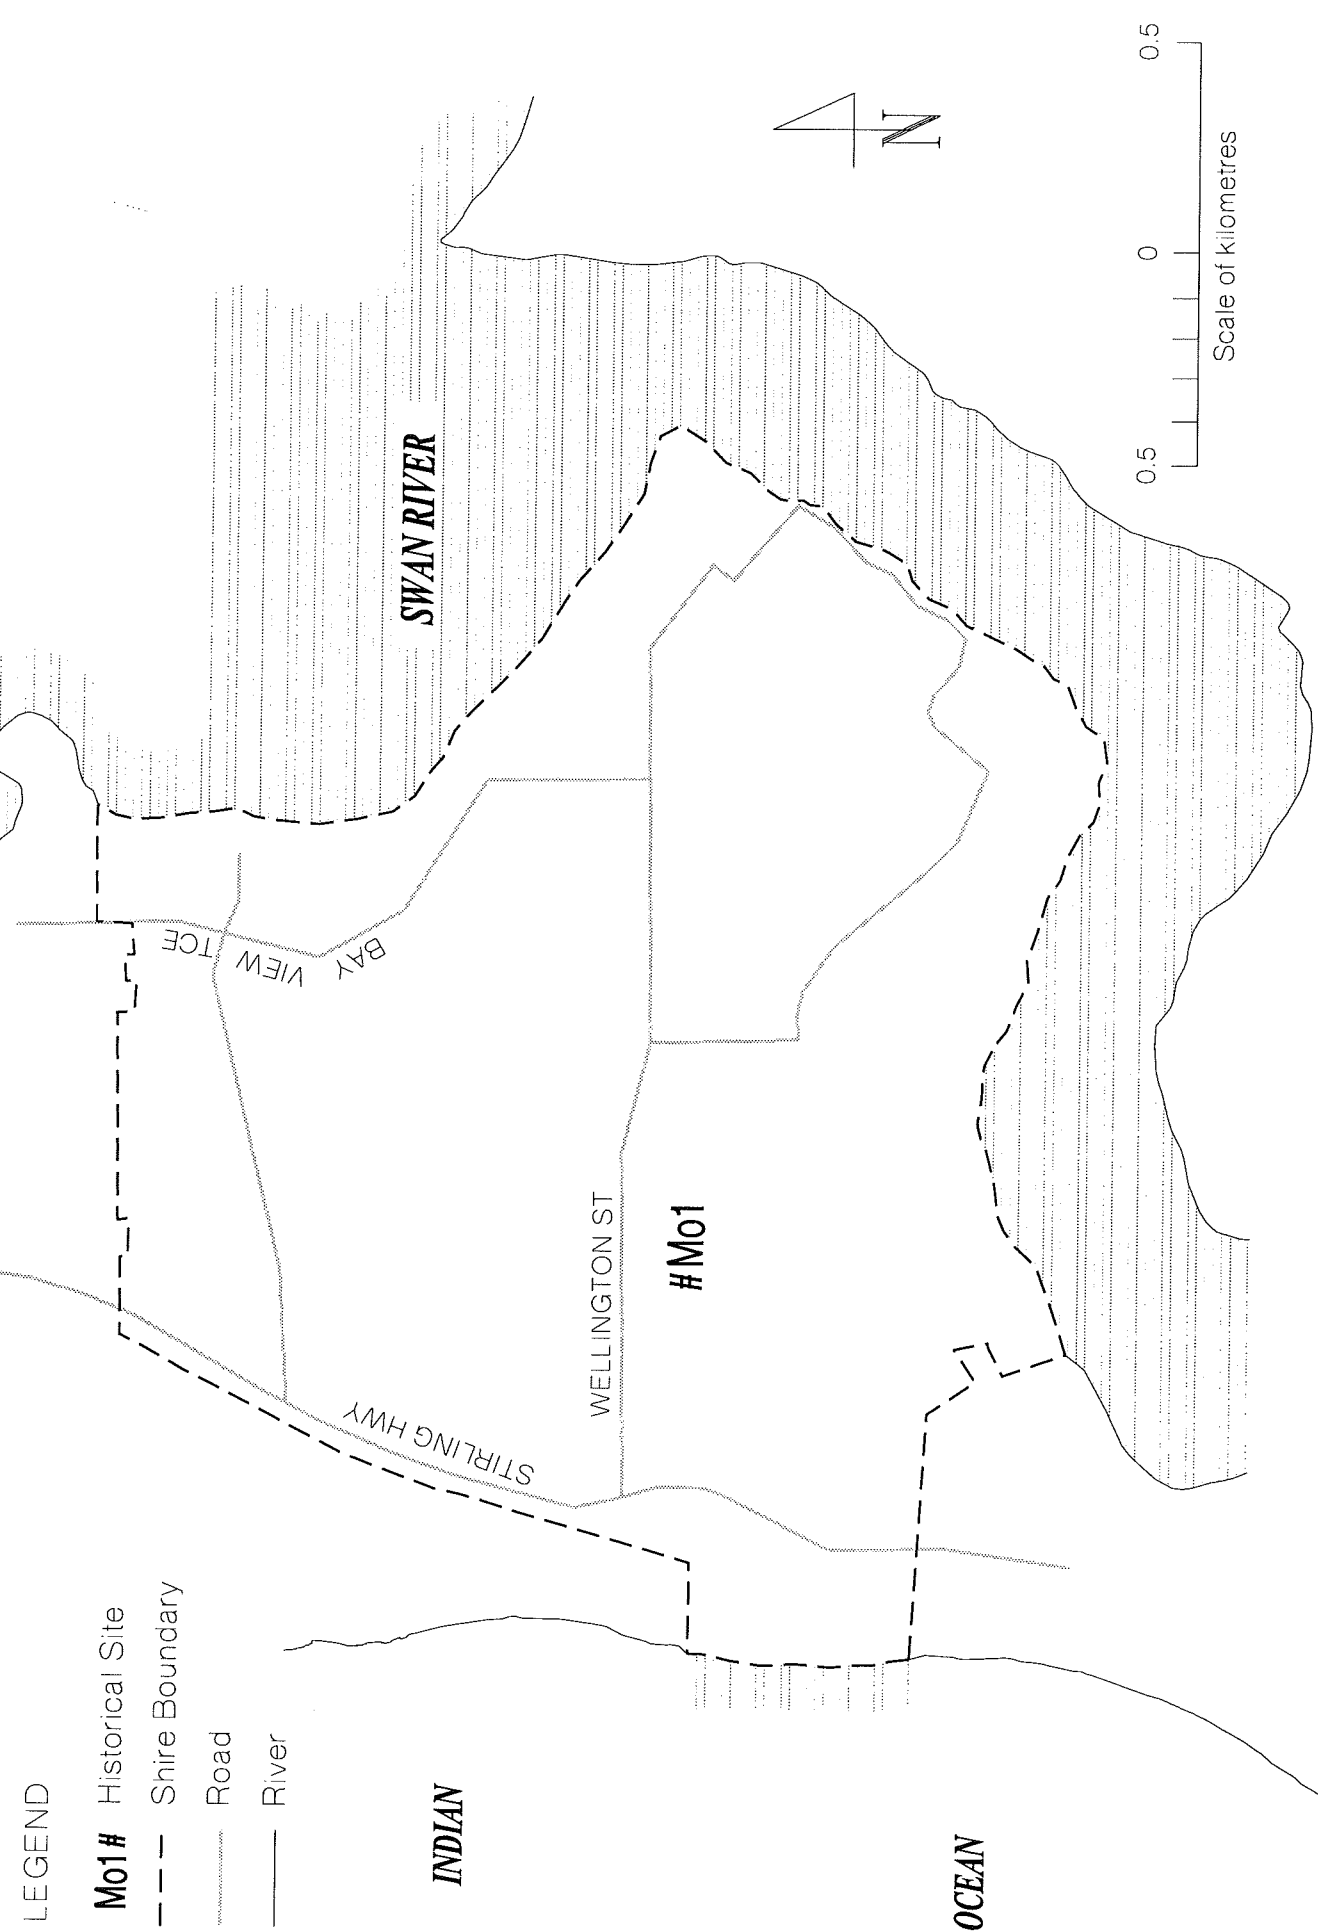 LEGEND
Mo1# Historical Site
Shire Boundary
Road
River
INDIAN
OCEAN
SWAN RIVER
BAY VIEW TCE
STIRLING HWY
WELLINGTON ST
#Mo1
N
0.5 0 0.5
Scale of kilometres